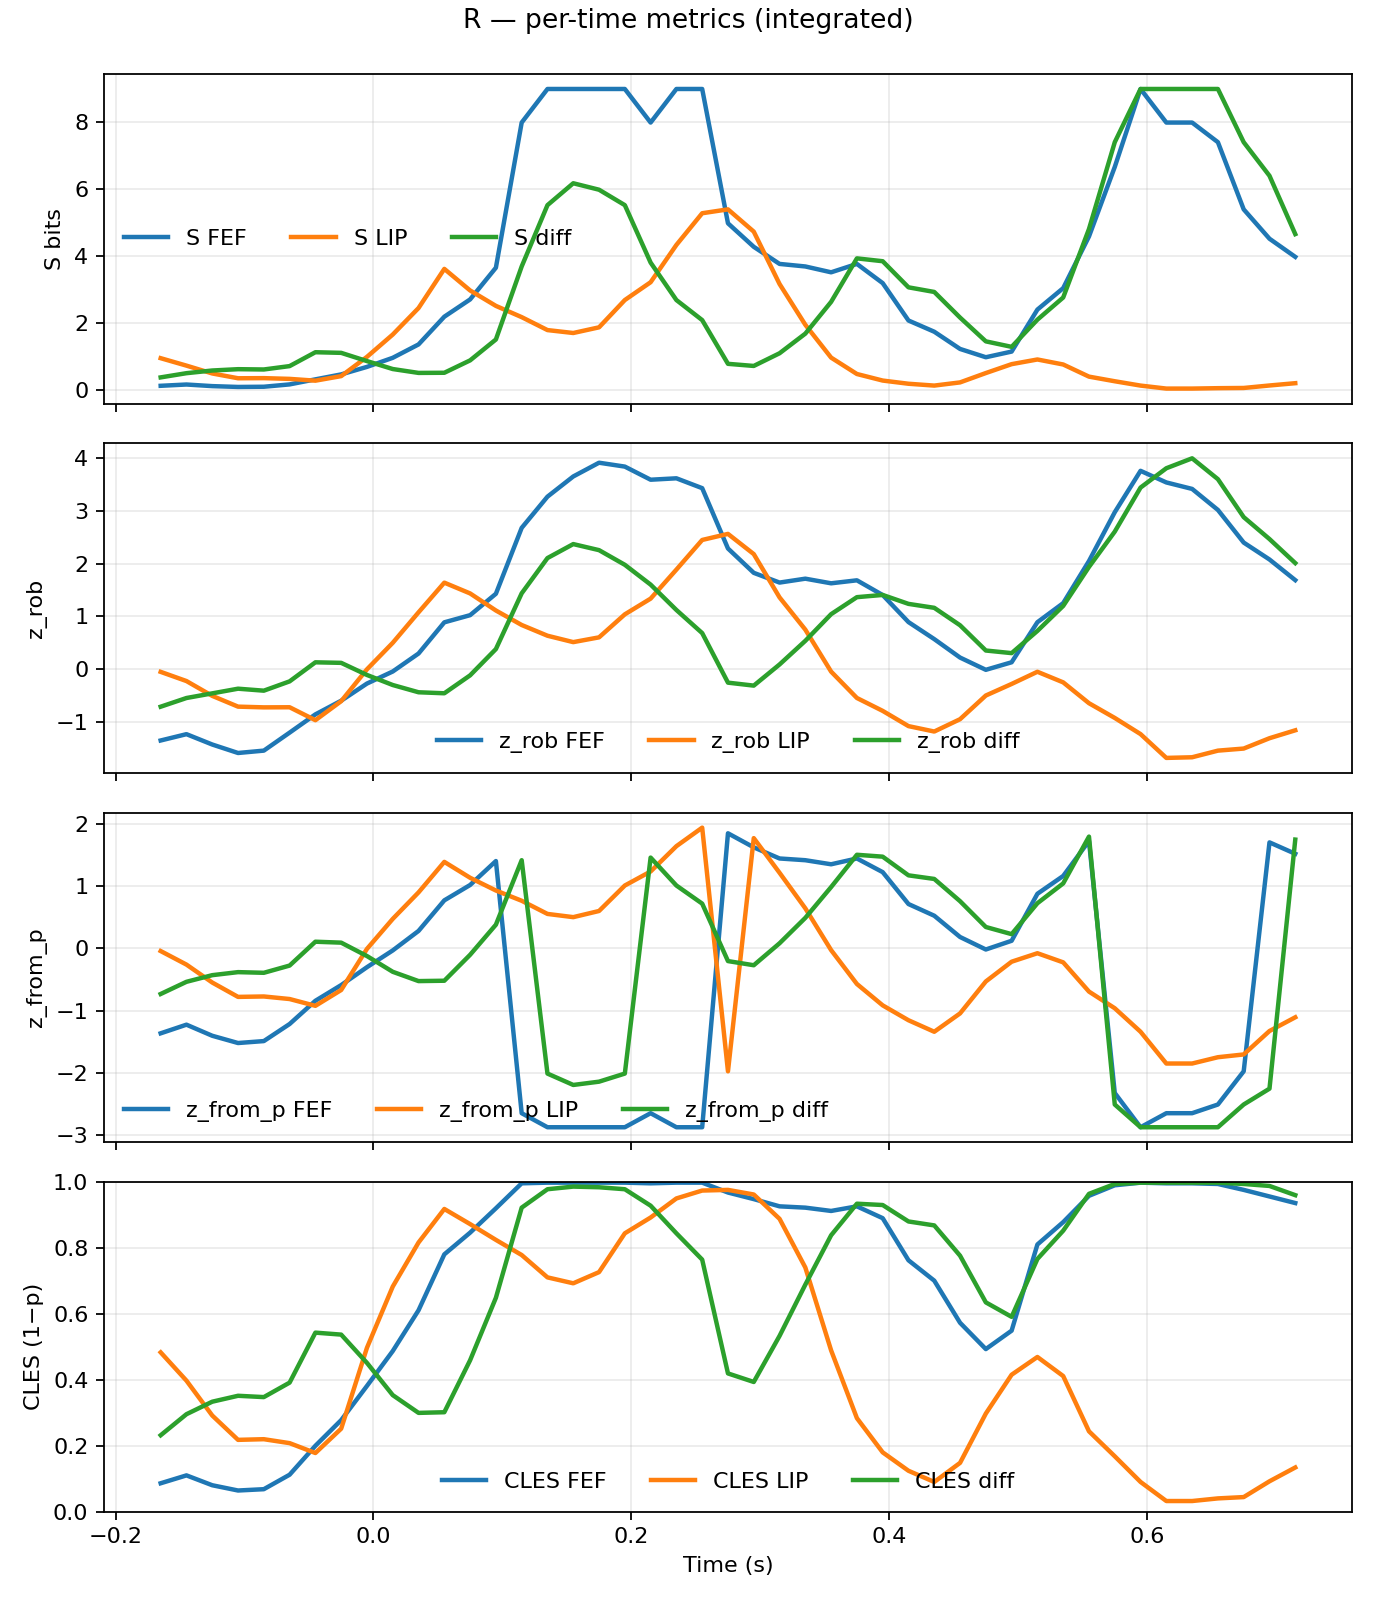 R — per-time metrics (integrated)
8
6
4
2
0
S bits
S FEF
S LIP
S diff
4
3
2
1
0
−1
z_rob
z_rob FEF
z_rob LIP
z_rob diff
2
1
0
−1
−2
−3
z_from_p
z_from_p FEF
z_from_p LIP
z_from_p diff
1.0
0.8
0.6
0.4
0.2
0.0
CLES (1−p)
CLES FEF
CLES LIP
CLES diff
−0.2
0.0
0.2
0.4
0.6
Time (s)